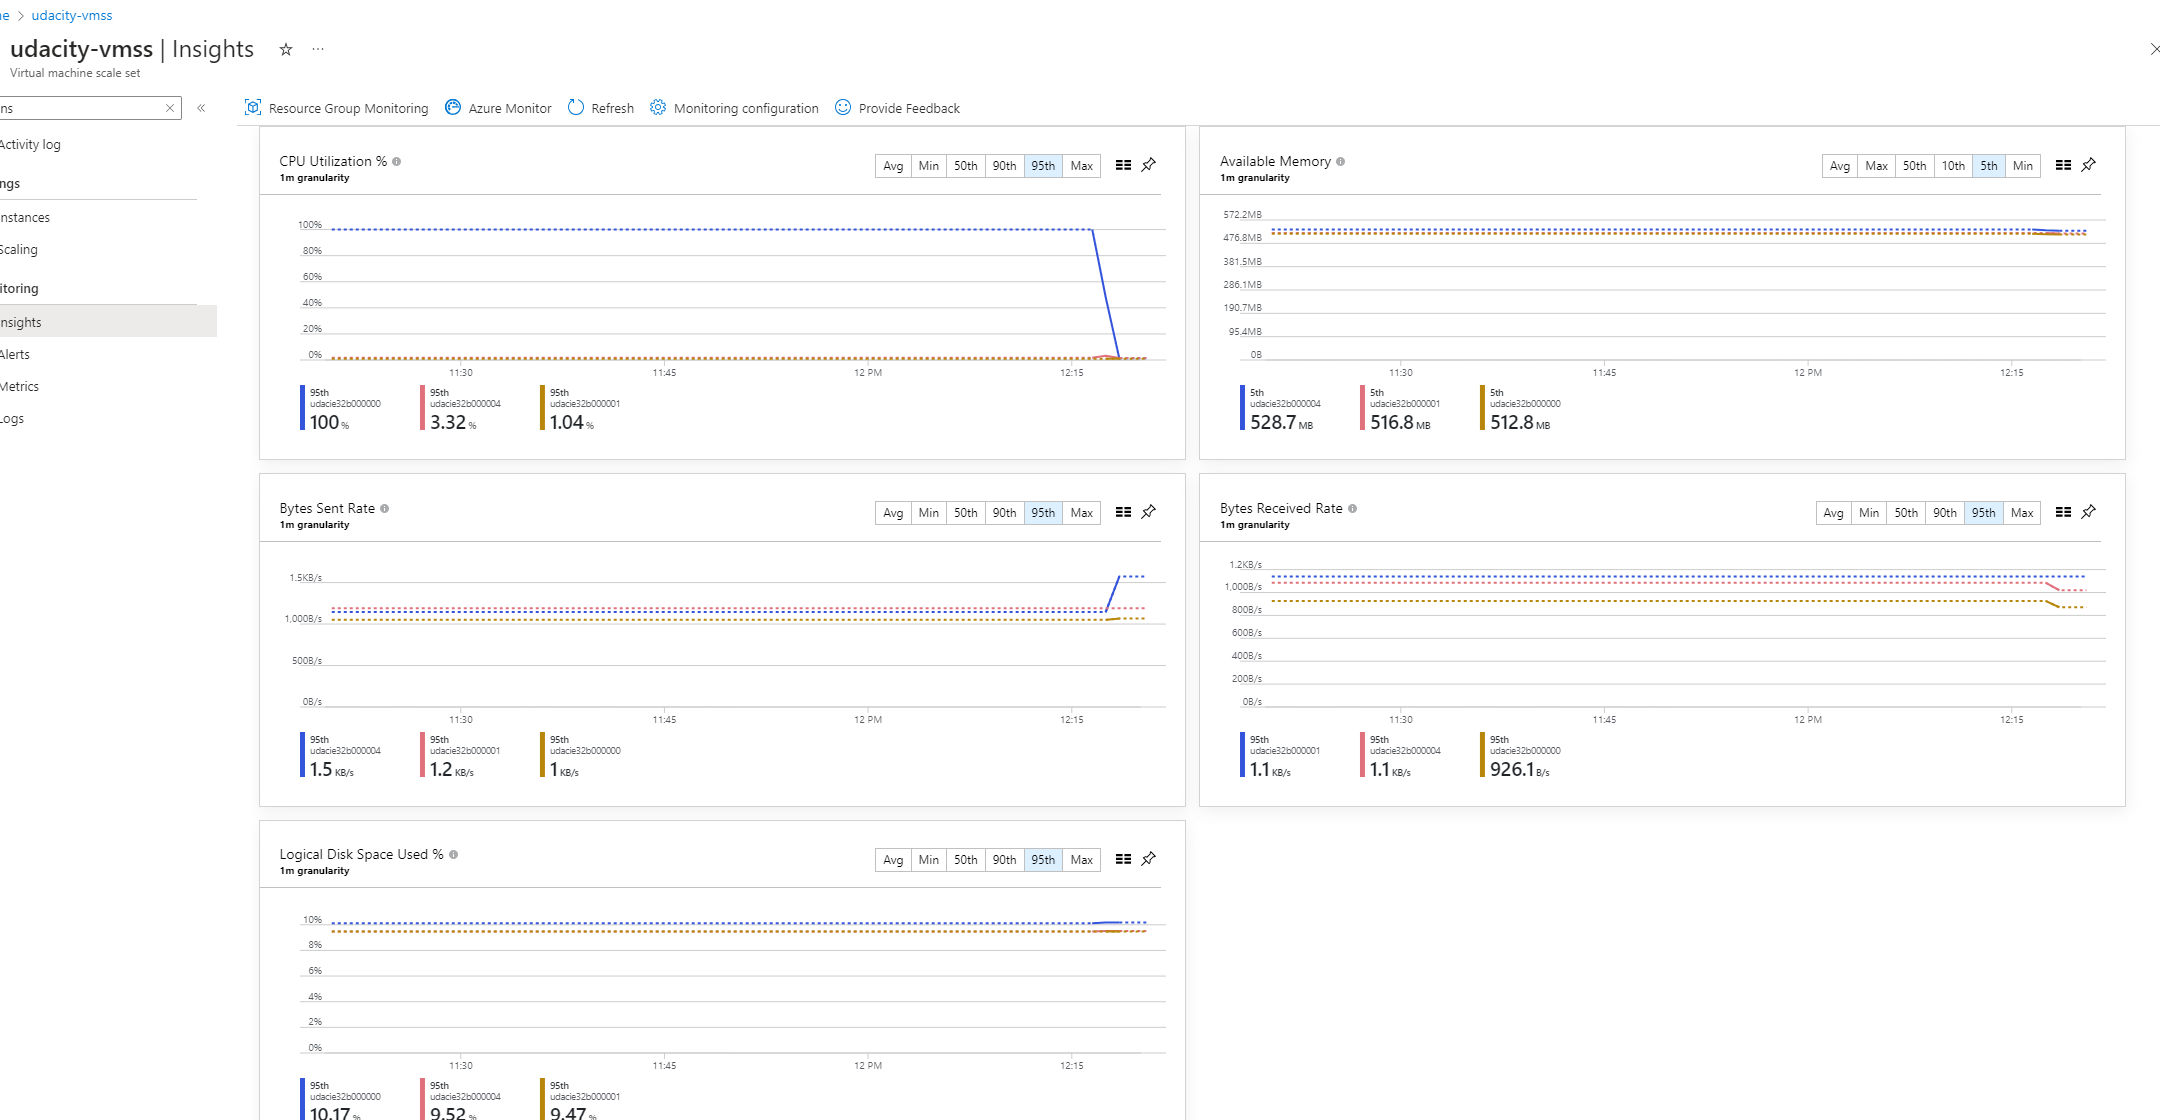 ne > udacity-vmss
udacity-vmss | Insights ☆ ...
Virtual machine scale set
ns × «
Resource Group Monitoring Azure Monitor Refresh Monitoring configuration Provide Feedback
Activity log
ngs
nstances
Scaling
itoring
nsights
Alerts
Metrics
Logs
CPU Utilization %
1m granularity
Avg Min 50th 90th 95th Max
100%
80%
60%
40%
20%
0%
11:30 11:45 12 PM 12:15
95th 95th 95th
udacie32b000000 udacie32b000004 udacie32b000001
100 % 3.32 % 1.04 %
Available Memory
1m granularity
Avg Max 50th 10th 5th Min
572.2MB
476.8MB
381.5MB
286.1MB
190.7MB
95.4MB
0B
11:30 11:45 12 PM 12:15
5th 5th 5th
udacie32b000004 udacie32b000001 udacie32b000000
528.7 MB 516.8 MB 512.8 MB
Bytes Sent Rate
1m granularity
Avg Min 50th 90th 95th Max
1.5KB/s
1,000B/s
500B/s
0B/s
11:30 11:45 12 PM 12:15
95th 95th 95th
udacie32b000004 udacie32b000001 udacie32b000000
1.5 KB/s 1.2 KB/s 1 KB/s
Bytes Received Rate
1m granularity
Avg Min 50th 90th 95th Max
1.2KB/s
1,000B/s
800B/s
600B/s
400B/s
200B/s
0B/s
11:30 11:45 12 PM 12:15
95th 95th 95th
udacie32b000001 udacie32b000004 udacie32b000000
1.1 KB/s 1.1 KB/s 926.1 B/s
Logical Disk Space Used %
1m granularity
Avg Min 50th 90th 95th Max
10%
8%
6%
4%
2%
0%
11:30 11:45 12 PM 12:15
95th 95th 95th
udacie32b000000 udacie32b000004 udacie32b000001
10.17 % 9.52 % 9.47 %